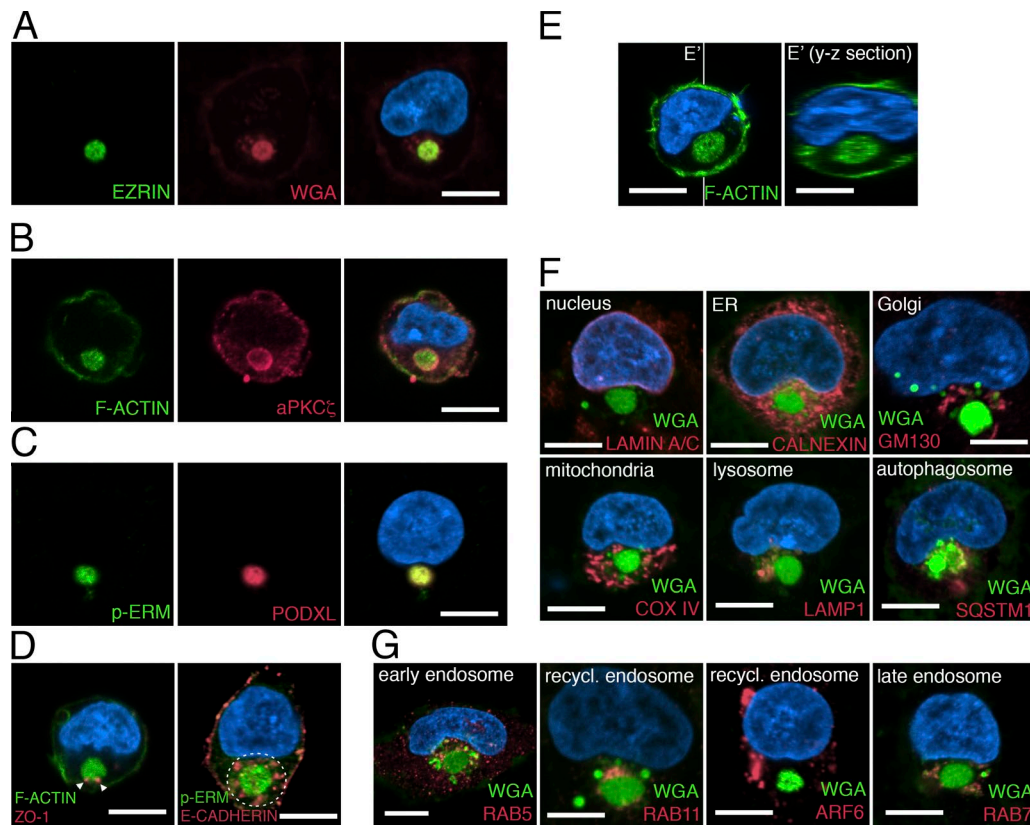 A
EZRIN
WGA
B
F-ACTIN
aPKCζ
C
p-ERM
PODXL
D
F-ACTIN
ZO-1
p-ERM
E-CADHERIN
E
E'
E' (y-z section)
F-ACTIN
F
nucleus
WGA
LAMIN A/C
ER
WGA
CALNEXIN
Golgi
WGA
GM130
mitochondria
WGA
COX IV
lysosome
WGA
LAMP1
autophagosome
WGA
SQSTM1
G
early endosome
WGA
RAB5
recycl. endosome
WGA
RAB11
recycl. endosome
WGA
ARF6
late endosome
WGA
RAB7